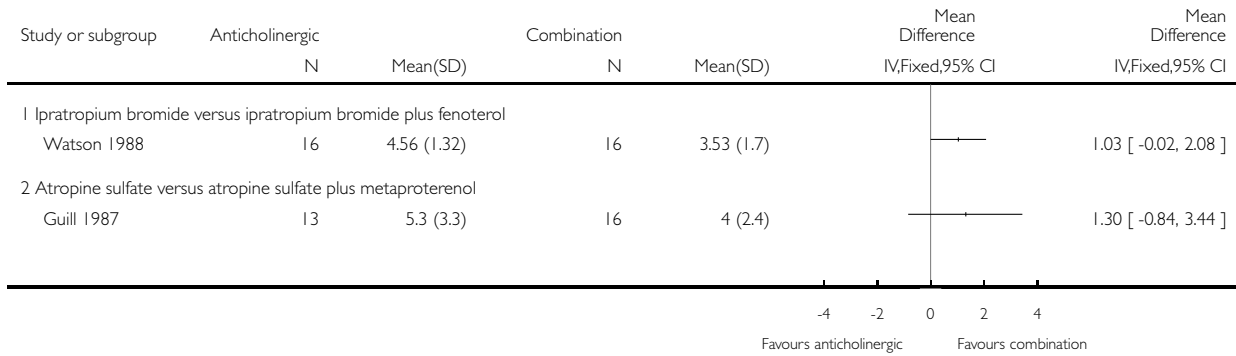 Study or subgroup Anticholinergic Combination Mean Difference Mean Difference
N Mean(SD) N Mean(SD) IV,Fixed,95% CI IV,Fixed,95% CI
1 Ipratropium bromide versus ipratropium bromide plus fenoterol
Watson 1988 16 4.56 (1.32) 16 3.53 (1.7) 1.03 [ -0.02, 2.08 ]
2 Atropine sulfate versus atropine sulfate plus metaproterenol
Guill 1987 13 5.3 (3.3) 16 4 (2.4) 1.30 [ -0.84, 3.44 ]
-4 -2 0 2 4
Favours anticholinergic Favours combination